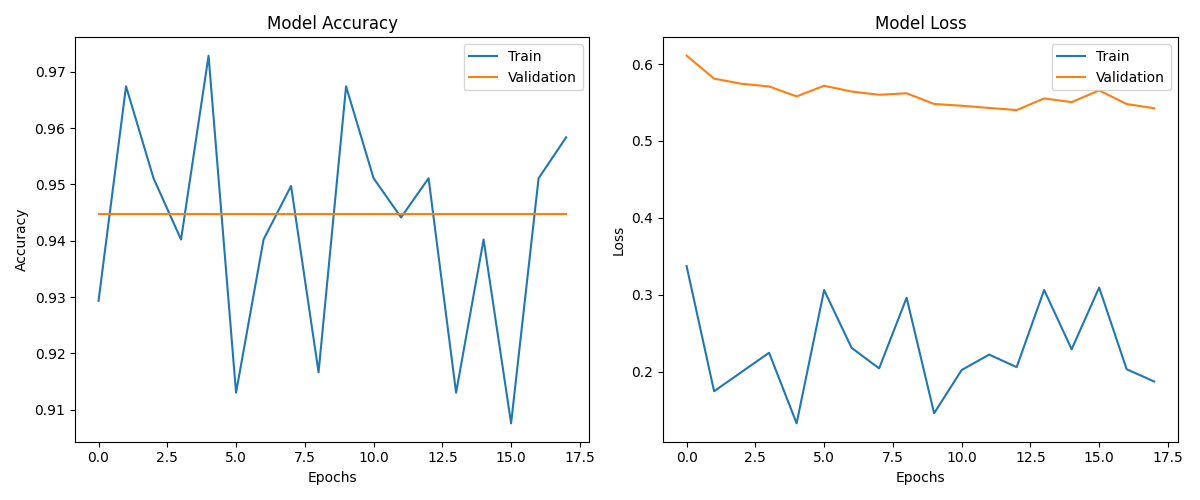 Model Accuracy
Train
Validation
0.97
0.96
0.95
0.94
0.93
0.92
0.91
Accuracy
0.0 2.5 5.0 7.5 10.0 12.5 15.0 17.5
Epochs
Model Loss
Train
Validation
0.6
0.5
0.4
0.3
0.2
Loss
0.0 2.5 5.0 7.5 10.0 12.5 15.0 17.5
Epochs